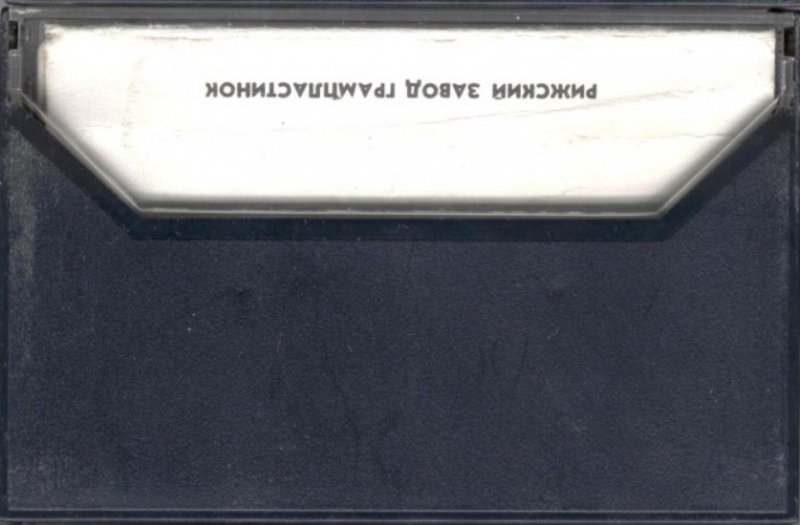 РИЖСКИЙ ЗАВОД ГРАМПЛАСТИНОК